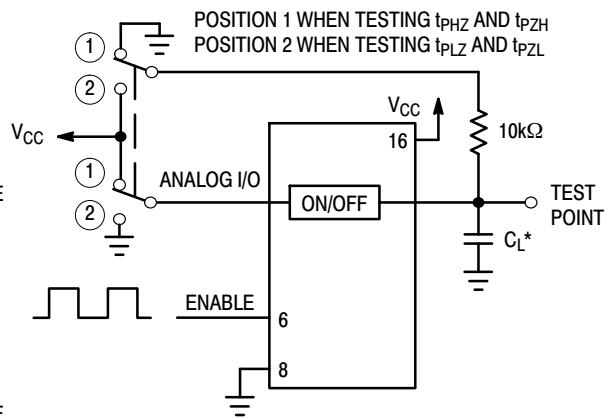 POSITION 1 WHEN TESTING tPHZ AND tPZH
POSITION 2 WHEN TESTING tPLZ AND tPZL
1
2
VCC
VCC
16
10kΩ
1
ANALOG I/O
ON/OFF
TEST
POINT
E
2
CL*
ENABLE
6
8
E